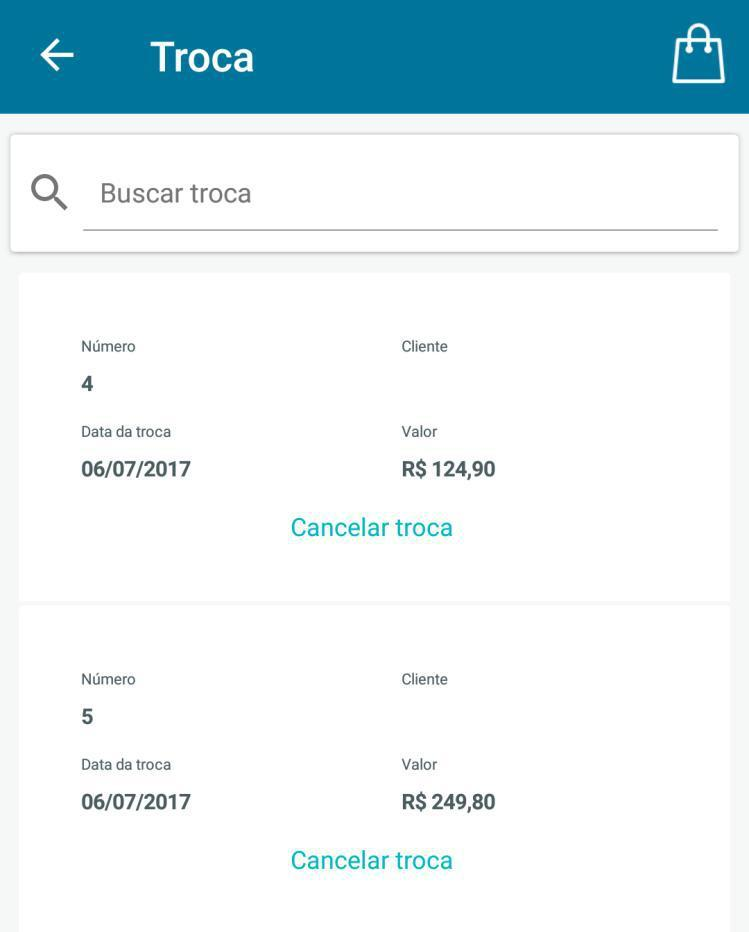 Troca
Buscar troca
Número Cliente
4
Data da troca Valor
06/07/2017 R$ 124,90
Cancelar troca
Número Cliente
5
Data da troca Valor
06/07/2017 R$ 249,80
Cancelar troca